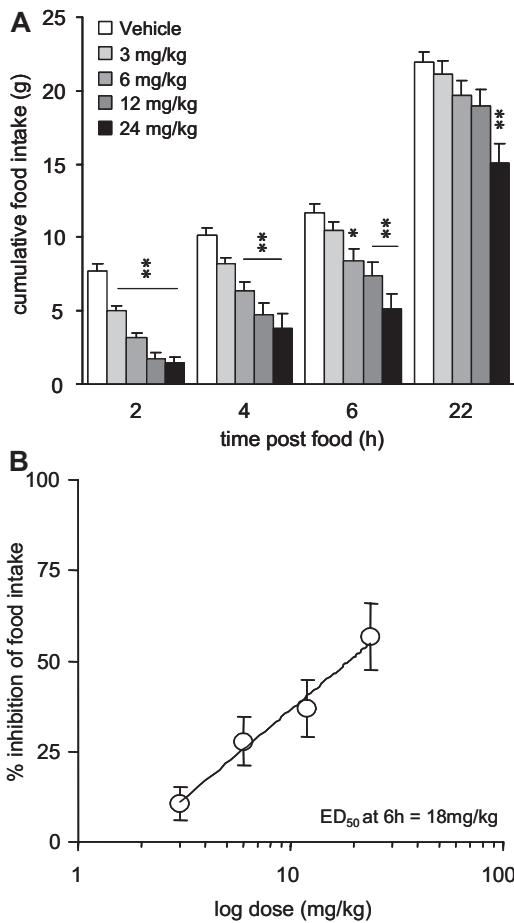 A
25
20
15
10
5
0
cumulative food intake (g)
Vehicle
3 mg/kg
6 mg/kg
12 mg/kg
24 mg/kg
**
**
*
**
**
2 4 6 22
time post food (h)
B
100
75
50
25
0
% inhibition of food intake
ED50 at 6h = 18mg/kg
1 10 100
log dose (mg/kg)